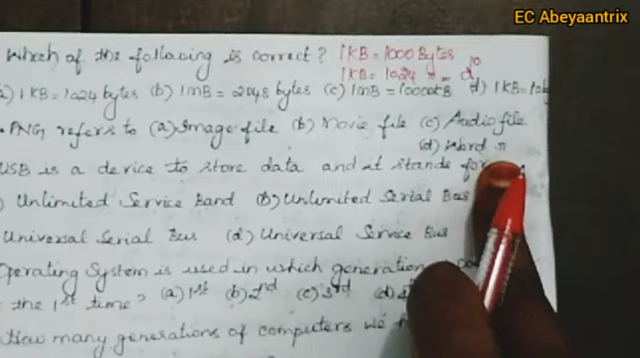 EC Abeyaantrix
Which of the following is correct? 1KB = 1000 Bytes
1KB = 1024
a) 1KB = 1024 bytes (b) 1MB = 2048 bytes (c) 1MB = 10000KB d) 1KB = 10
PNG refers to (a) Image file (b) Movie file (c) Audio file
(d) Word
USB is a device to store data and it stands for
Unlimited Service Band (b) Unlimited Serial Bus
Universal Serial Bus (d) Universal Service Bus
Operating System is used in which generation
the 1st time? (a) 1st (b) 2nd (c) 3rd (d) 4
How many generations of computers we